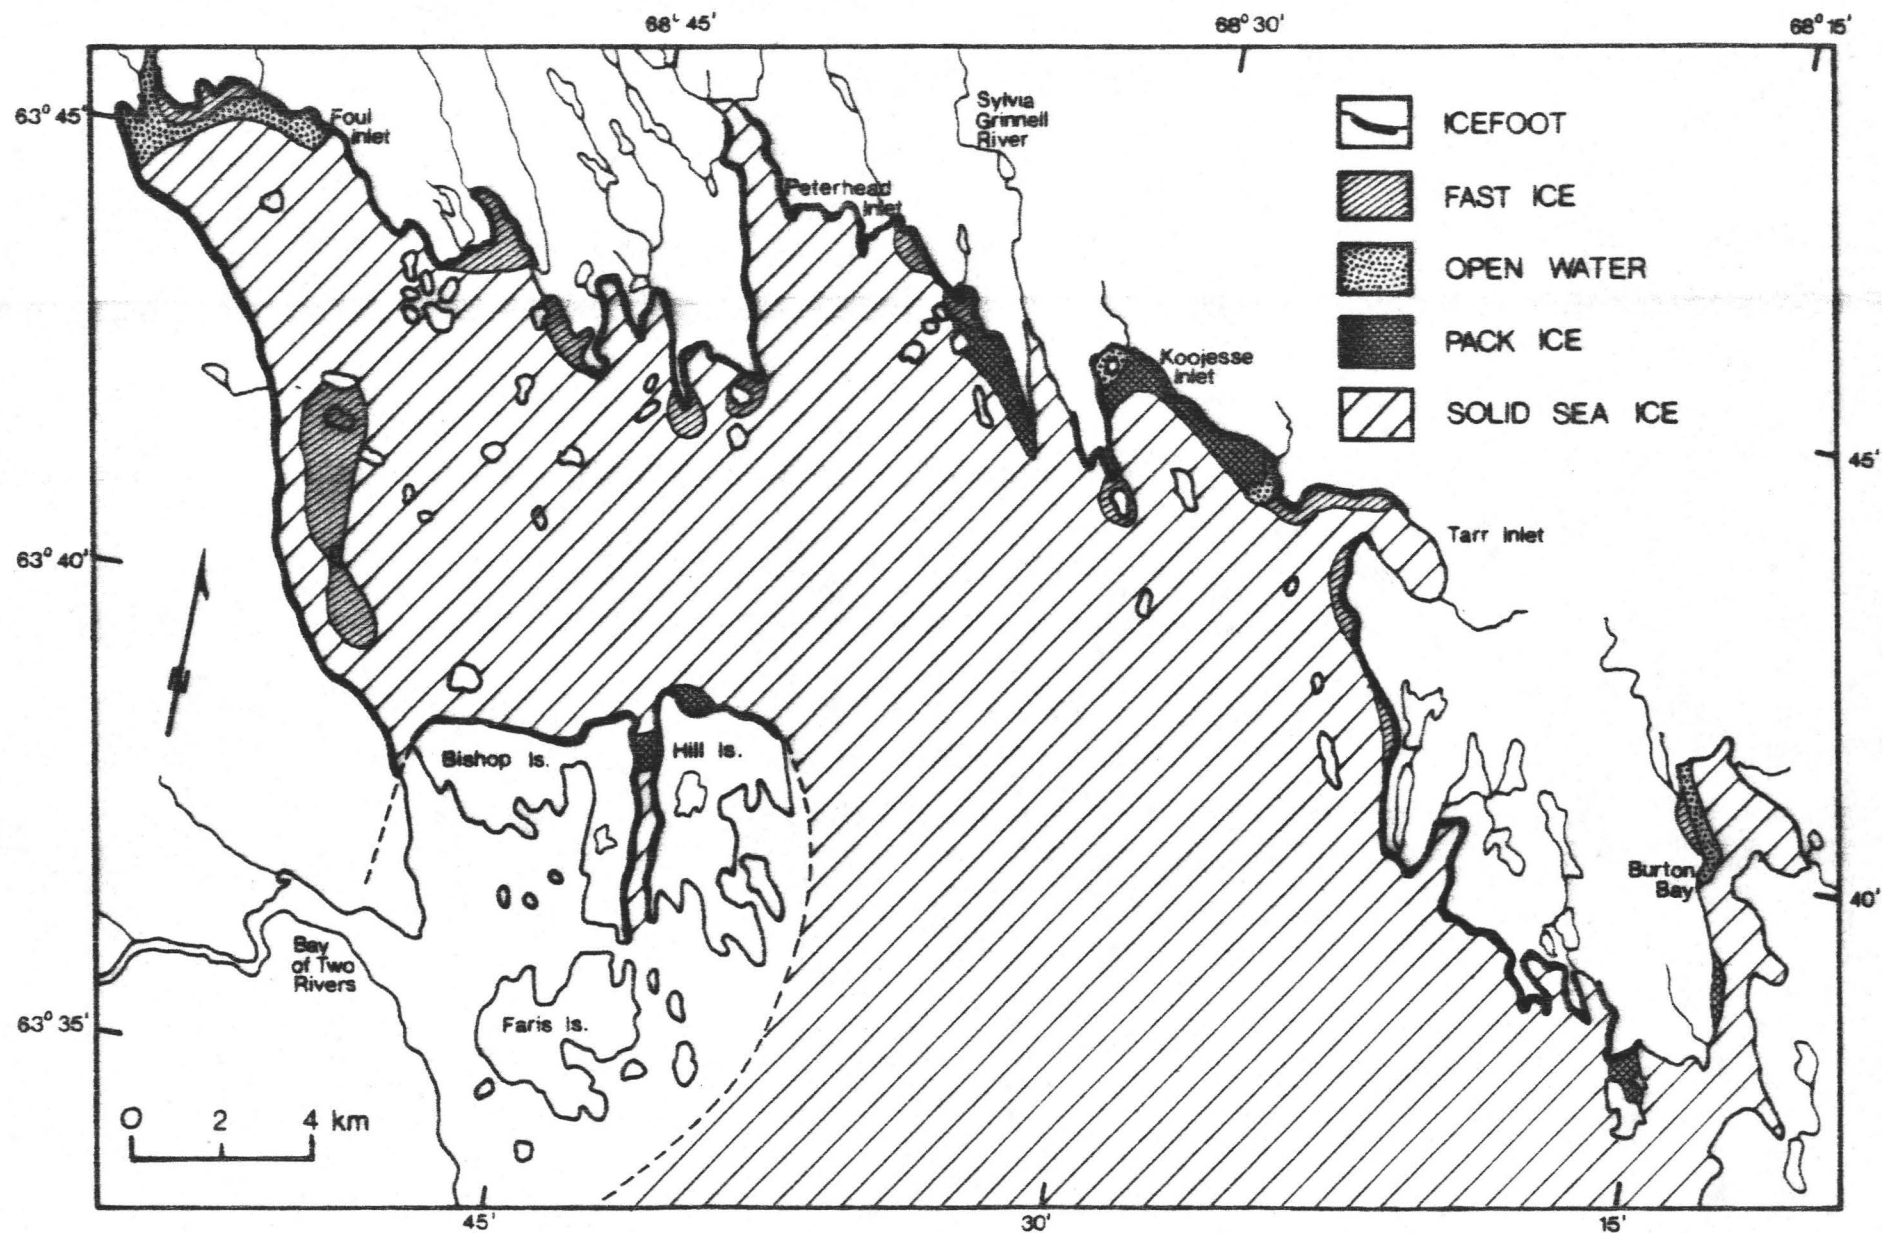 68° 45'
68° 30'
68° 15'
63° 45'
Foul
Inlet
Sylvia
Grinnell
River
Peterhead
Inlet
ICEFOOT
FAST ICE
OPEN WATER
PACK ICE
SOLID SEA ICE
Koojesse
Inlet
45'
Tarr Inlet
63° 40'
N
Bishop Is.
Hill Is.
Burton
Bay
40'
Bay
of Two
Rivers
Faris Is.
63° 35'
0 2 4 km
45'
30'
15'